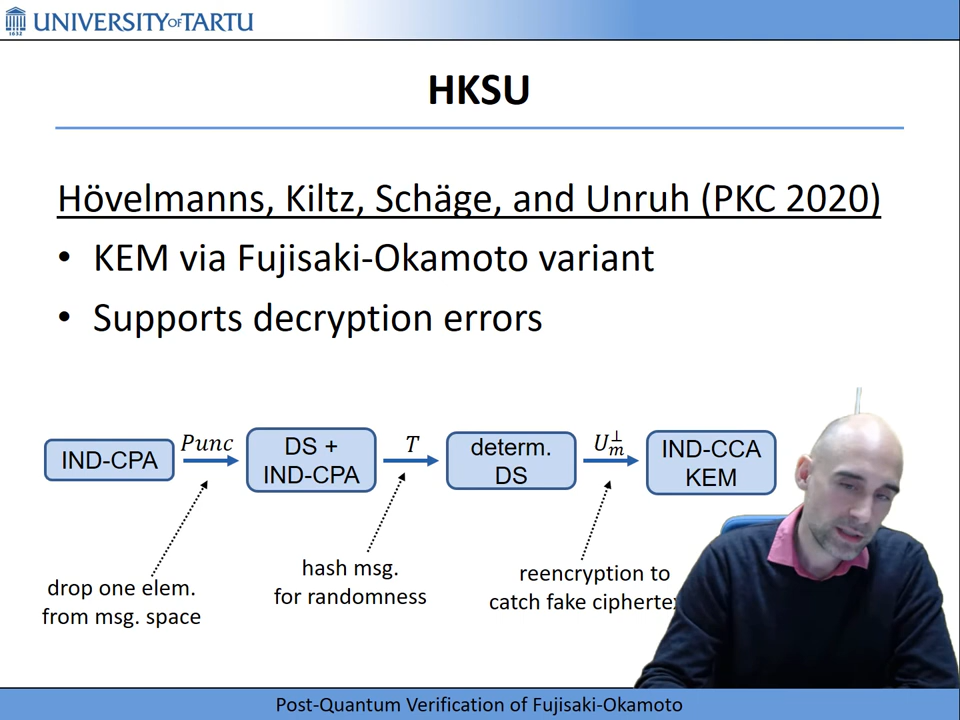 1632
UNIVERSITY OF TARTU
HKSU
Hövelmanns, Kiltz, Schäge, and Unruh (PKC 2020)
• KEM via Fujisaki-Okamoto variant
• Supports decryption errors
IND-CPA
Punc
DS +
IND-CPA
T
determ.
DS
U_m^⊥
IND-CCA
KEM
drop one elem.
from msg. space
hash msg.
for randomness
reencryption to
catch fake
Post-Quantum Verification of Fujisaki-Okamoto